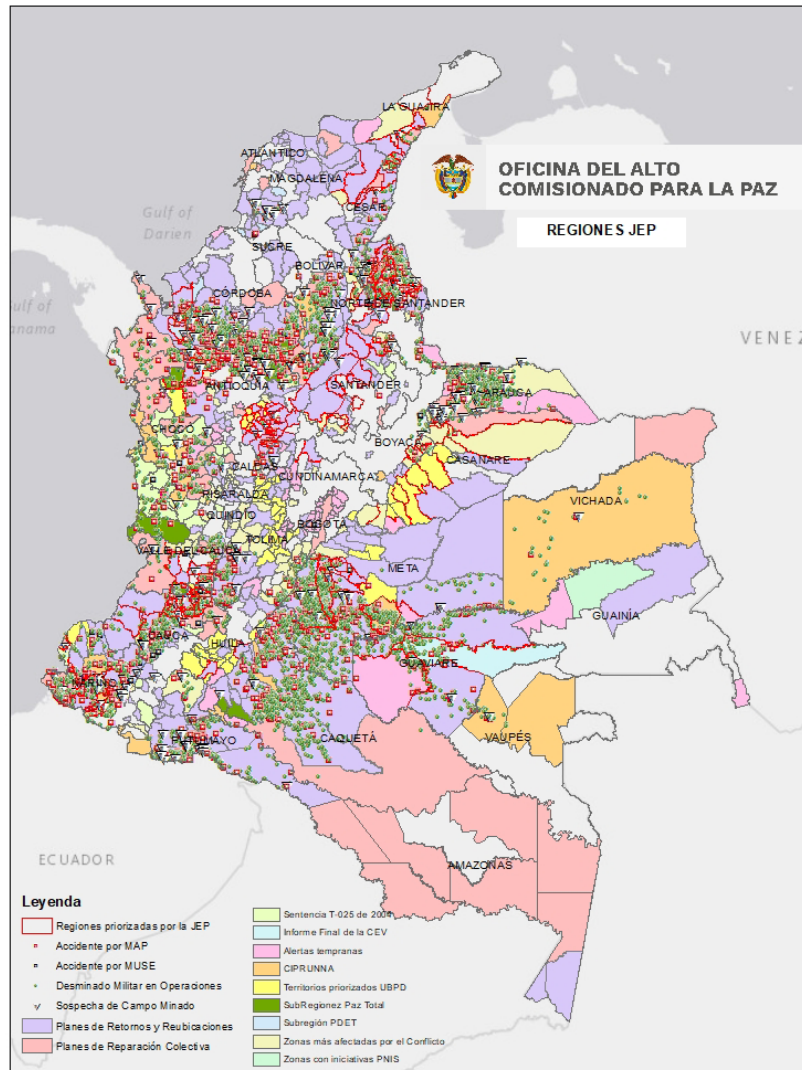 LA GUAJIRA
OFICINA DEL ALTO
COMISIONADO PARA LA PAZ
REGIONES JEP
ATLANTICO
MAGDALENA
CESAR
Gulf of
Darien
SUCRE
BOLIVAR
CÓRDOBA
NORTE DE SANTANDER
Gulf of
Panama
VENEZ
ANTIOQUIA
SANTANDER
ARAUCA
CHOCÓ
BOYACÁ
CASANARE
CALDAS
CUNDINAMARCA
RISARALDA
VICHADA
QUINDÍO
BOGOTÁ
TOLIMA
VALLE DEL CAUCA
META
GUAINÍA
CAUCA
HUILA
GUAVIARE
NARIÑO
PUTUMAYO
CAQUETÁ
VAUPÉS
ECUADOR
AMAZONAS
Leyenda
Regiones priorizadas por la JEP
Accidente por MAP
Accidente por MUSE
Desminado Militar en Operaciones
Sospecha de Campo Minado
Planes de Retornos y Reubicaciones
Planes de Reparación Colectiva
Sentencia T-025 de 2004
Informe Final de la CEV
Alertas tempranas
CIPRUNNA
Territorios priorizados UBPD
SubRegionez Paz Total
Subregión PDET
Zonas más afectadas por el Conflicto
Zonas con iniciativas PNIS